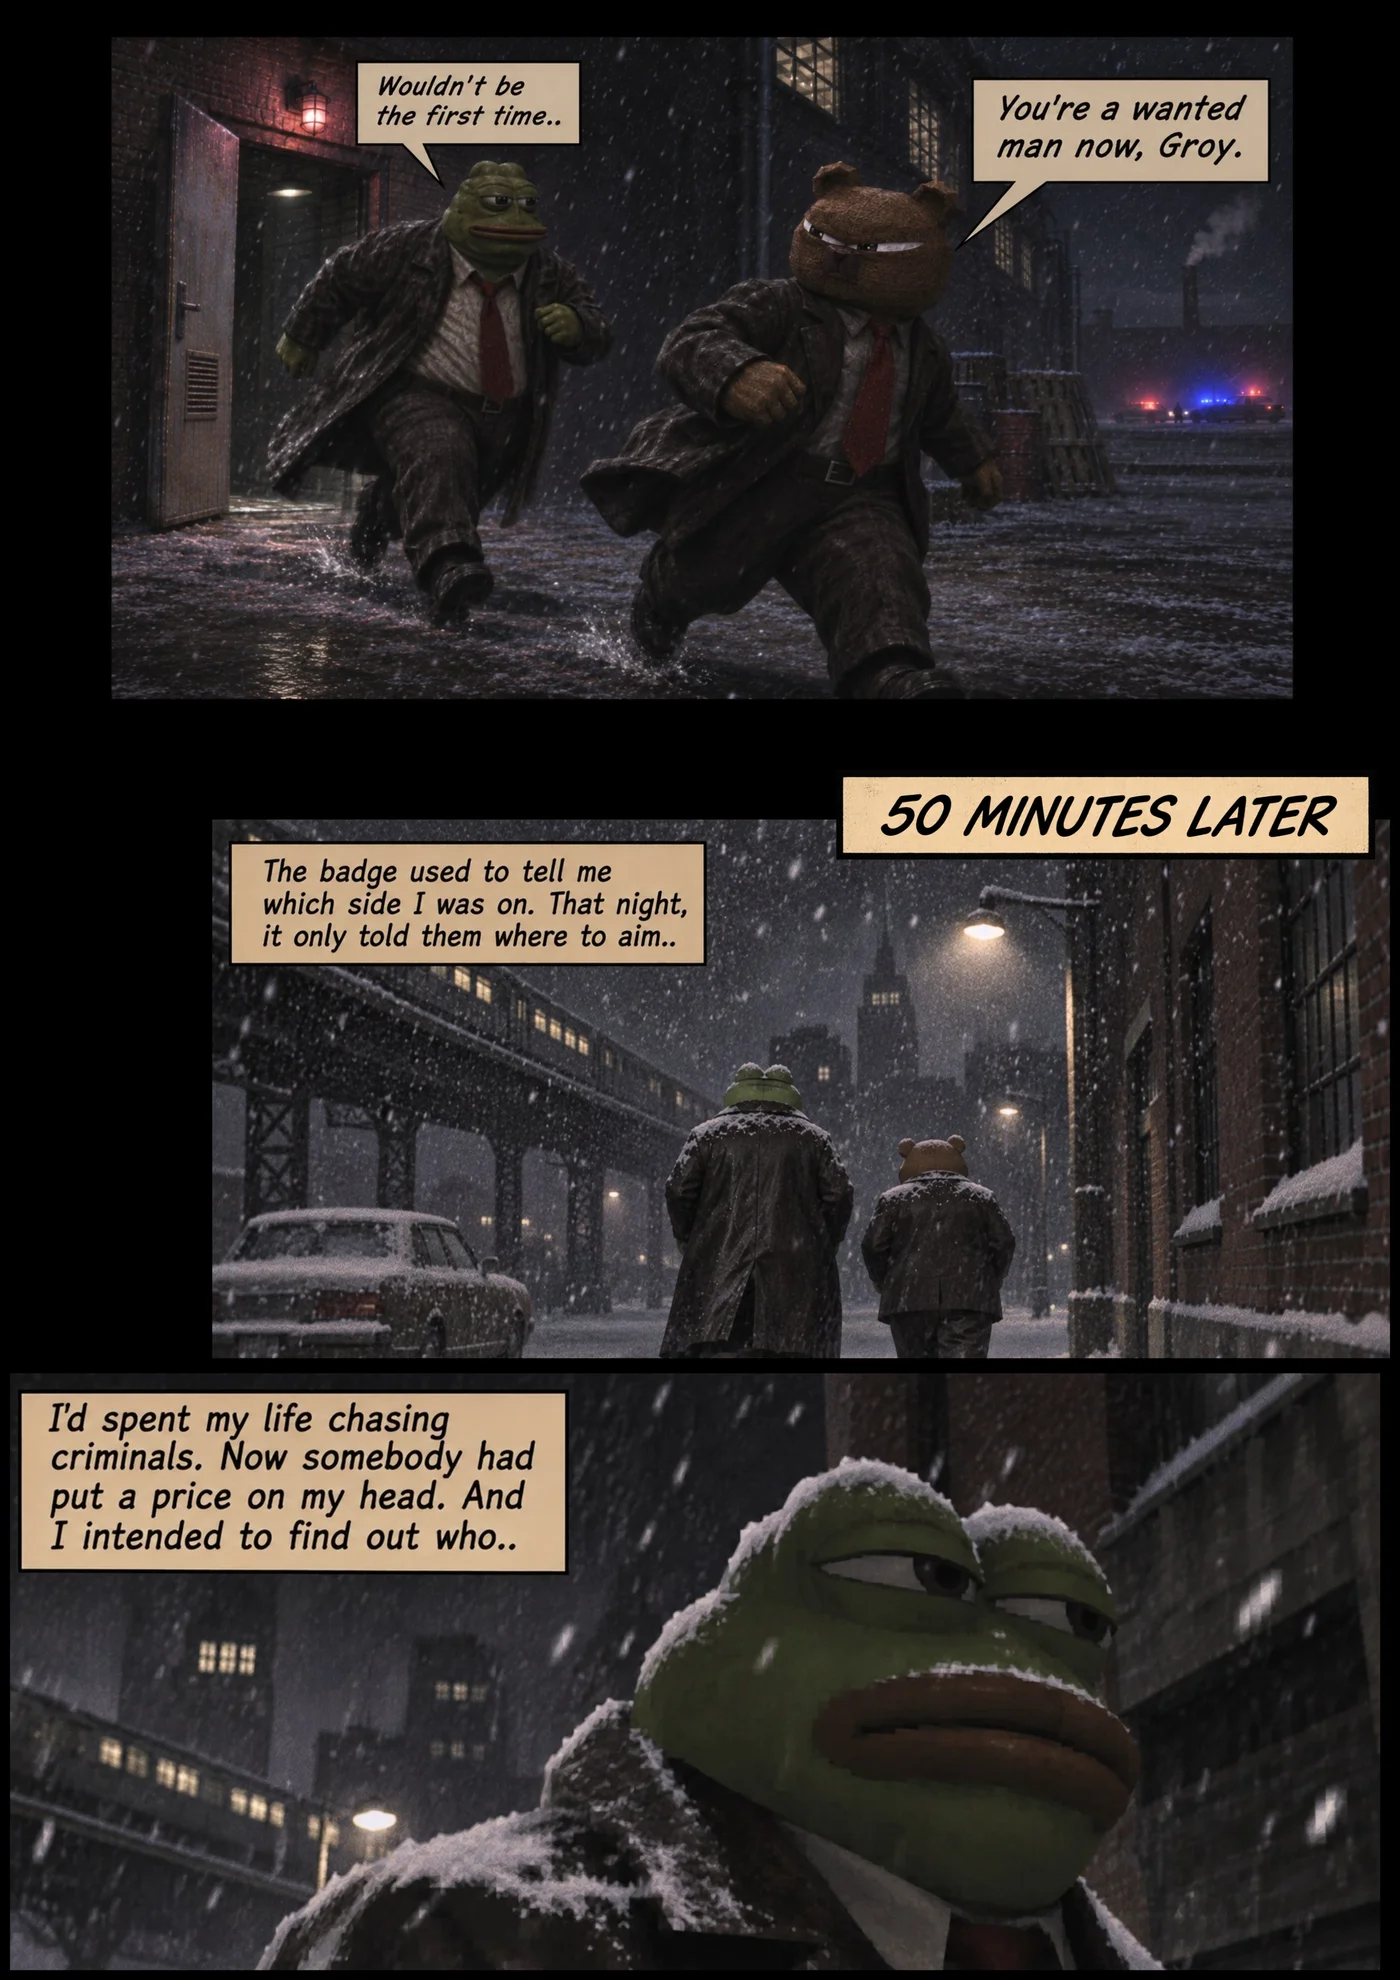 Wouldn't be
the first time..
You're a wanted
man now, Groy.
50 MINUTES LATER
The badge used to tell me
which side I was on. That night,
it only told them where to aim..
I'd spent my life chasing
criminals. Now somebody had
put a price on my head. And
I intended to find out who..